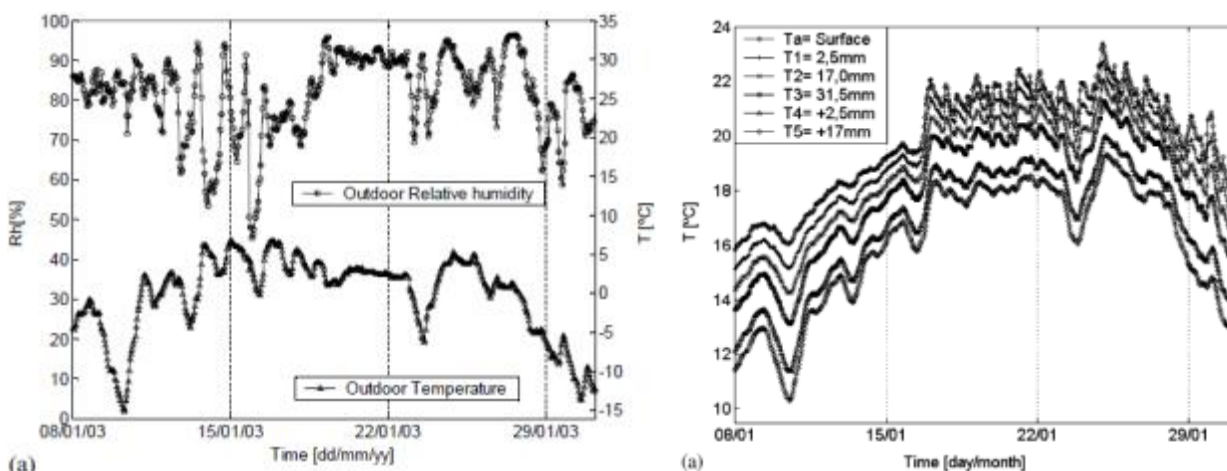 100
90
80
70
60
50
40
30
20
10
0
Rh[%]
35
30
25
20
15
10
5
0
-5
-10
-15
T [ºC]
Outdoor Relative humidity
Outdoor Temperature
08/01/03 15/01/03 22/01/03 29/01/03
Time [dd/mm/yy]
(a)
24
22
20
18
16
14
12
10
T [ºC]
Ta= Surface
T1= 2,5mm
T2= 17,0mm
T3= 31,5mm
T4= +2,5mm
T5= +17mm
08/01 15/01 22/01 29/01
Time [day/month]
(a)